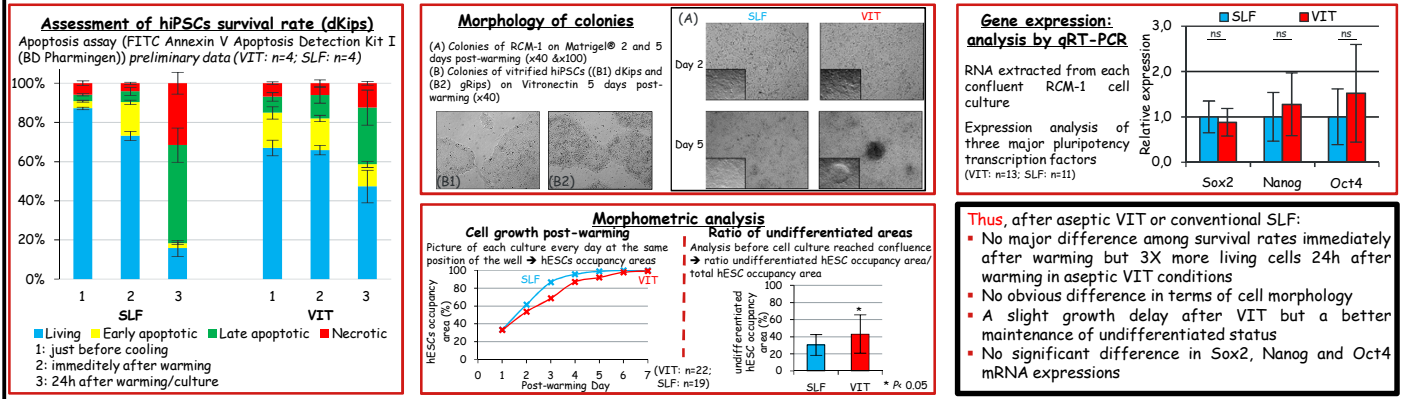 Assessment of hiPSCs survival rate (dKips)
Apoptosis assay (FITC Annexin V Apoptosis Detection Kit I
(BD Pharmingen)) preliminary data (VIT: n=4; SLF: n=4)
100%
80%
60%
40%
20%
0%
1 2 3 1 2 3
SLF VIT
Living Early apoptotic Late apoptotic Necrotic
1: just before cooling
2: immeditely after warming
3: 24h after warming/culture
Morphology of colonies
(A) Colonies of RCM-1 on Matrigel® 2 and 5
days post-warming (x40 &x100)
(B) Colonies of vitrified hiPSCs ((B1) dKips and
(B2) gRips) on Vitronectin 5 days post-
warming (x40)
(B1) (B2)
(A) SLF VIT
Day 2
Day 5
Morphometric analysis
Cell growth post-warming
Picture of each culture every day at the same
position of the well → hESCs occupancy areas
hESCs occupancy
area (%)
100
80
60
40
20
0
SLF
VIT
0 1 2 3 4 5 6 7
Post-warming Day
(VIT: n=22;
SLF: n=19)
Ratio of undifferentiated areas
Analysis before cell culture reached confluence
→ ratio undifferentiated hESC occupancy area/
total hESC occupancy area
undifferentiated
hESC occupancy
area (%)
100
80
60
40
20
0
*
SLF VIT
* P< 0.05
Gene expression:
analysis by qRT-PCR
RNA extracted from each
confluent RCM-1 cell
culture
Expression analysis of
three major pluripotency
transcription factors
(VIT: n=13; SLF: n=11)
Relative expression
3,0
2,0
1,0
0,0
SLF VIT
ns ns ns
Sox2 Nanog Oct4
Thus, after aseptic VIT or conventional SLF:
▪ No major difference among survival rates immediately
after warming but 3X more living cells 24h after
warming in aseptic VIT conditions
▪ No obvious difference in terms of cell morphology
▪ A slight growth delay after VIT but a better
maintenance of undifferentiated status
▪ No significant difference in Sox2, Nanog and Oct4
mRNA expressions